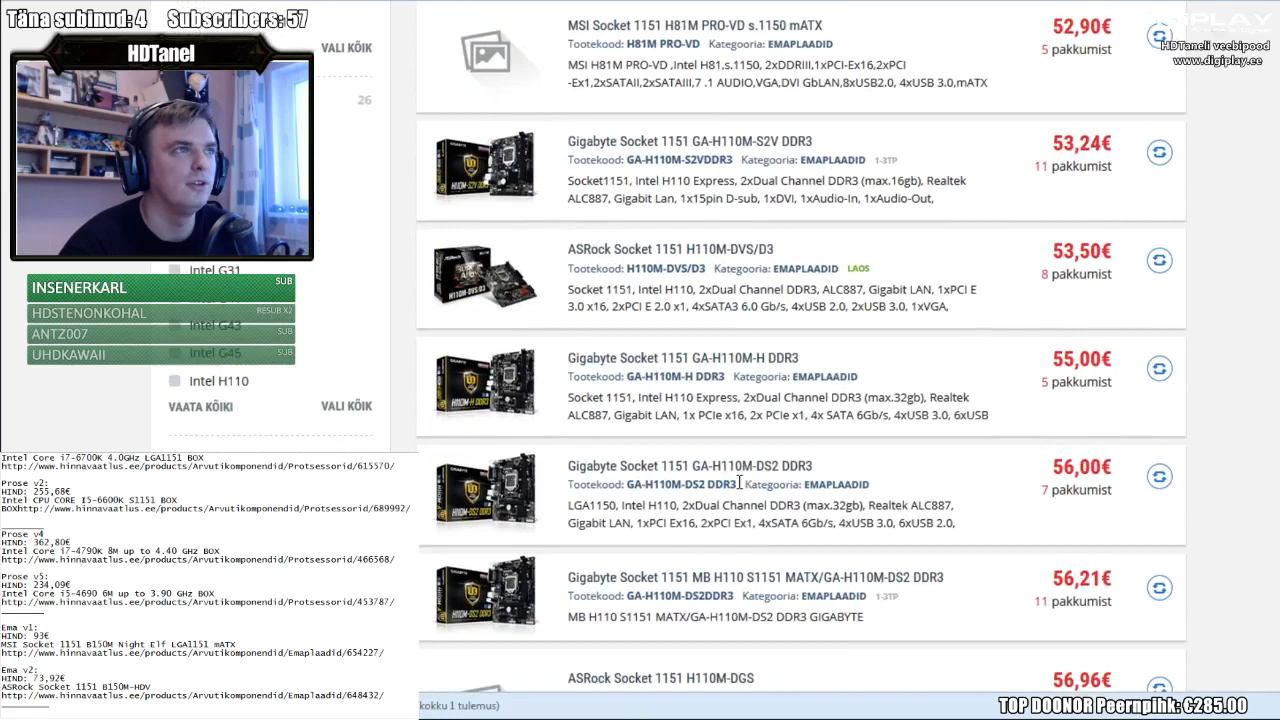 Täna subinud: 4 Subscribers: 57
HDTanel
VALI KÕIK
26
Intel G31
Intel G43
Intel G45
Intel H110
VAATA KÕIKI VALI KÕIK
INSENERKARL SUB
HDSTENONKOHAL RESUB X2
ANTZ007 SUB
UHDKAWAII SUB
Intel Core i7-6700K 4.0GHz LGA1151 BOX
http://www.hinnavaatlus.ee/products/Arvutikomponendid/Protsessorid/615570/
Prose v2:
HIND: 255,68€
Intel CPU CORE I5-6600K S1151 BOX
BOXhttp://www.hinnavaatlus.ee/products/Arvutikomponendid/Protsessorid/689992/
Prose v4
HIND: 362,80€
Intel Core i7-4790K 8M up to 4.40 GHz BOX
http://www.hinnavaatlus.ee/products/Arvutikomponendid/Protsessorid/466568/
Prose v5:
HIND: 234,09€
Intel Core i5-4690 6M up to 3.90 GHz BOX
http://www.hinnavaatlus.ee/products/Arvutikomponendid/Protsessorid/453787/
Ema v1:
HIND: 93€
MSI Socket 1151 B150M Night Elf LGA1151 mATX
http://www.hinnavaatlus.ee/products/Arvutikomponendid/Emaplaadid/654227/
Ema v2:
HIND: 73,92€
ASRock Socket 1151 B150M-HDV
http://www.hinnavaatlus.ee/products/Arvutikomponendid/Emaplaadid/648432/
MSI Socket 1151 H81M PRO-VD s.1150 mATX
Tootekood: H81M PRO-VD Kategooria: EMAPLAADID
MSI H81M PRO-VD ,Intel H81,s.1150, 2xDDRIII,1xPCI-Ex16,2xPCI
-Ex1,2xSATAII,2xSATAIII,7 .1 AUDIO,VGA,DVI GbLAN,8xUSB2.0, 4xUSB 3.0,mATX
52,90€
5 pakkumist
DIGIPLAY
HDTaneli veebipood
www.digiplay.ee
Gigabyte Socket 1151 GA-H110M-S2V DDR3
Tootekood: GA-H110M-S2VDDR3 Kategooria: EMAPLAADID 1-3TP
Socket1151, Intel H110 Express, 2xDual Channel DDR3 (max.16gb), Realtek
ALC887, Gigabit Lan, 1x15pin D-sub, 1xDVI, 1xAudio-In, 1xAudio-Out,
53,24€
11 pakkumist
ASRock Socket 1151 H110M-DVS/D3
Tootekood: H110M-DVS/D3 Kategooria: EMAPLAADID LAOS
Socket 1151, Intel H110, 2xDual Channel DDR3, ALC887, Gigabit LAN, 1xPCI E
3.0 x16, 2xPCI E 2.0 x1, 4xSATA3 6.0 Gb/s, 4xUSB 2.0, 2xUSB 3.0, 1xVGA,
53,50€
8 pakkumist
Gigabyte Socket 1151 GA-H110M-H DDR3
Tootekood: GA-H110M-H DDR3 Kategooria: EMAPLAADID
Socket 1151, Intel H110 Express, 2xDual Channel DDR3 (max.32gb), Realtek
ALC887, Gigabit LAN, 1x PCIe x16, 2x PCIe x1, 4x SATA 6Gb/s, 4xUSB 3.0, 6xUSB
55,00€
5 pakkumist
Gigabyte Socket 1151 GA-H110M-DS2 DDR3
Tootekood: GA-H110M-DS2 DDR3 Kategooria: EMAPLAADID
LGA1150, Intel H110, 2xDual Channel DDR3 (max.32gb), Realtek ALC887,
Gigabit LAN, 1xPCI Ex16, 2xPCI Ex1, 4xSATA 6Gb/s, 4xUSB 3.0, 6xUSB 2.0,
56,00€
7 pakkumist
Gigabyte Socket 1151 MB H110 S1151 MATX/GA-H110M-DS2 DDR3
Tootekood: GA-H110M-DS2DDR3 Kategooria: EMAPLAADID 1-3TP
MB H110 S1151 MATX/GA-H110M-DS2 DDR3 GIGABYTE
56,21€
11 pakkumist
ASRock Socket 1151 H110M-DGS
56,96€
kokku 1 tulemus)
TOP DOONOR Peernpihk: €285.00